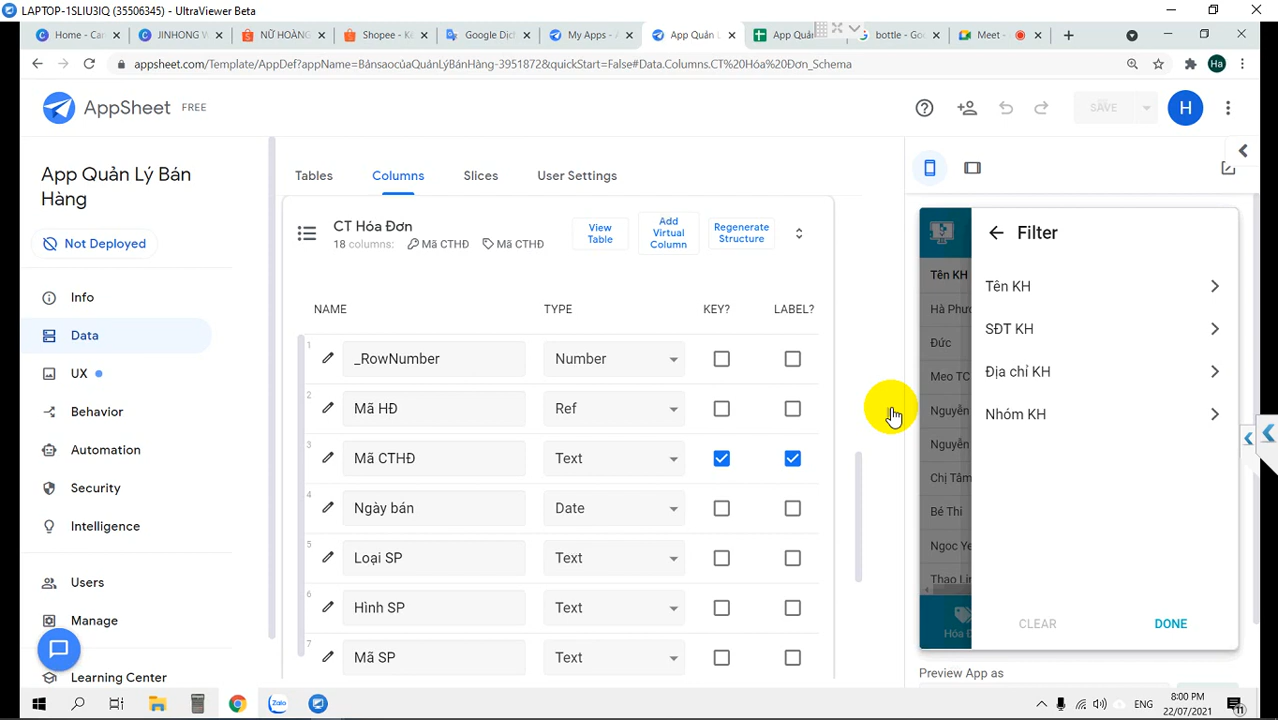 LAPTOP-1SLIU3IQ (35506345) - UltraViewer Beta
Home - Ca
JINHONG V
NỮ HOÀNG
Shopee - K
Google Dic
My Apps - A
App Quản L
App Quả
bottle - Go
Meet -
appsheet.com/Template/AppDef?appName=BảnsaocủaQuảnLýBánHàng-3951872&quickStart=False#Data.Columns.CT%20Hóa%20Đơn_Schema
Ha
AppSheet FREE
SAVE
H
App Quản Lý Bán
Hàng
Not Deployed
Info
Data
UX
Behavior
Automation
Security
Intelligence
Users
Manage
Learning Center
Tables
Columns
Slices
User Settings
CT Hóa Đơn
18 columns: Mã CTHĐ Mã CTHĐ
View
Table
Add
Virtual
Column
Regenerate
Structure
NAME TYPE KEY? LABEL?
1 _RowNumber Number
2 Mã HĐ Ref
3 Mã CTHĐ Text
4 Ngày bán Date
5 Loại SP Text
6 Hình SP Text
7 Mã SP Text
Tên KH
Hà Phươ
Đức
Meo TC
Nguyễn
Nguyễn
Chị Tâm
Bé Thi
Ngoc Ye
Thao Lin
Hóa Đ
Filter
Tên KH
SĐT KH
Địa chỉ KH
Nhóm KH
CLEAR
DONE
Preview App as
Zalo
ENG
8:00 PM
22/07/2021
11